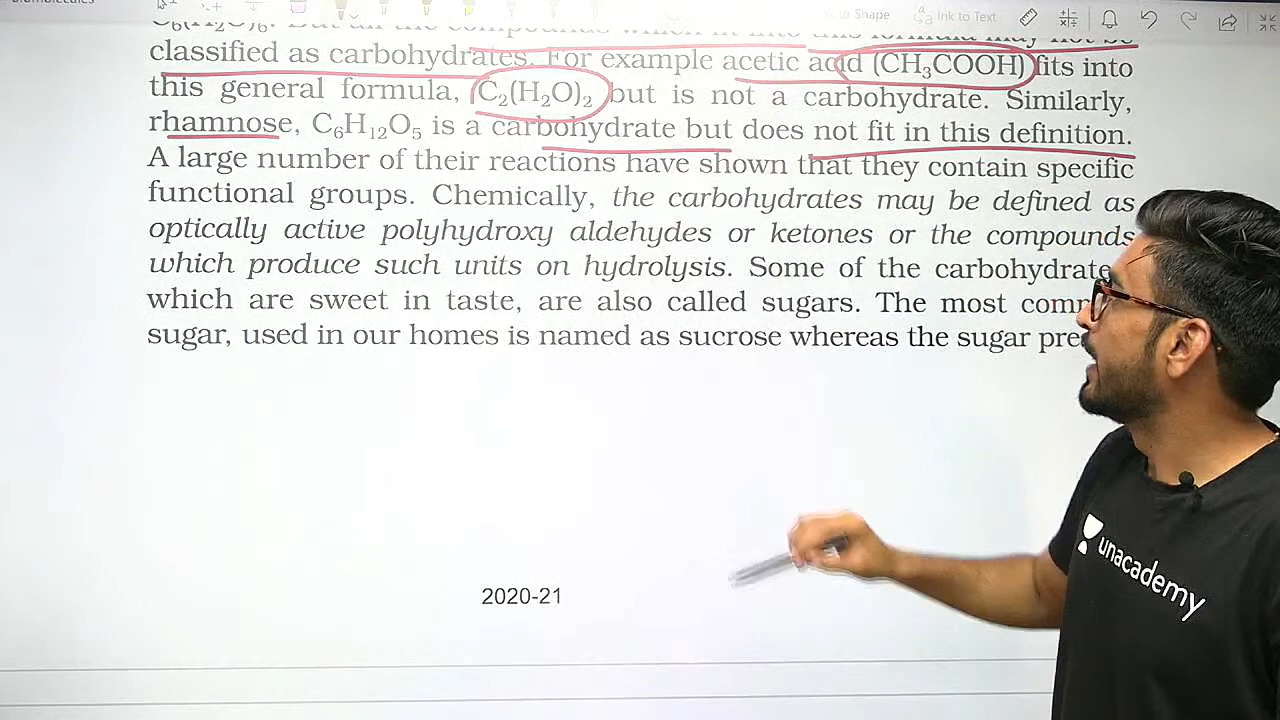 to Shape
Ink to Text
classified as carbohydrates. For example acetic acid (CH₃COOH) fits into
this general formula, C₂(H₂O)₂ but is not a carbohydrate. Similarly,
rhamnose, C₆H₁₂O₅ is a carbohydrate but does not fit in this definition.
A large number of their reactions have shown that they contain specific
functional groups. Chemically, the carbohydrates may be defined as
optically active polyhydroxy aldehydes or ketones or the compounds
which produce such units on hydrolysis. Some of the carbohydrate
which are sweet in taste, are also called sugars. The most com
sugar, used in our homes is named as sucrose whereas the sugar pre
unacademy
2020-21